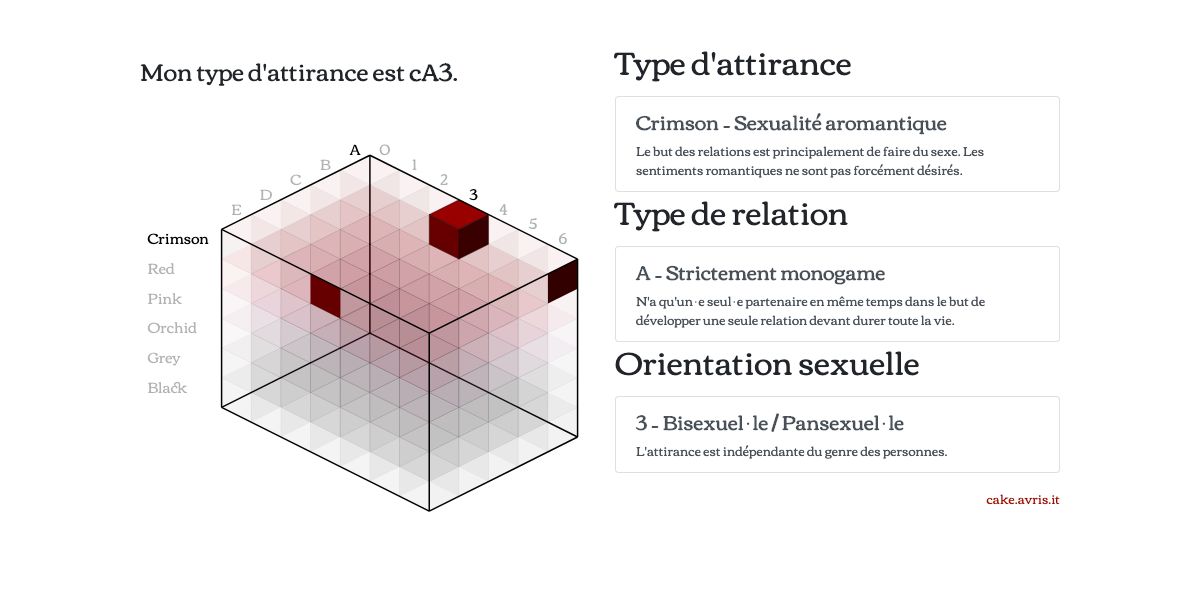 Mon type d'attirance est cA3.
A
O
B
1
C
2
D
3
E
4
5
6
Crimson
Red
Pink
Orchid
Grey
Black
Type d'attirance
Crimson - Sexualité aromantique
Le but des relations est principalement de faire du sexe. Les
sentiments romantiques ne sont pas forcément désirés.
Type de relation
A - Strictement monogame
N'a qu'un·e seul·e partenaire en même temps dans le but de
développer une seule relation devant durer toute la vie.
Orientation sexuelle
3 - Bisexuel·le / Pansexuel·le
L'attirance est indépendante du genre des personnes.
cake.avris.it